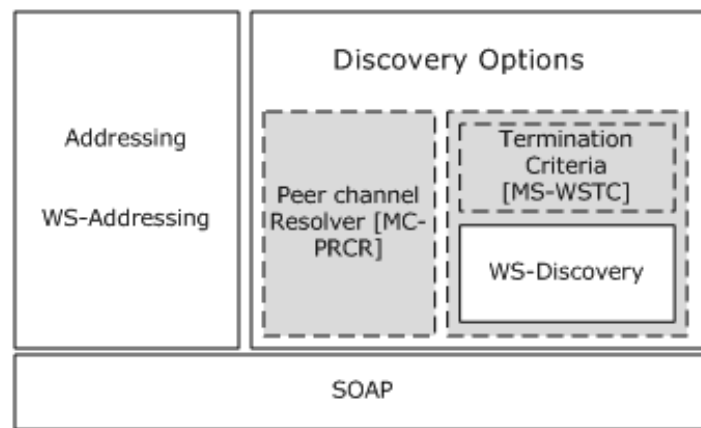 Addressing
WS-Addressing
Discovery Options
Peer channel
Resolver [MC-
PRCR]
Termination
Criteria
[MS-WSTC]
WS-Discovery
SOAP